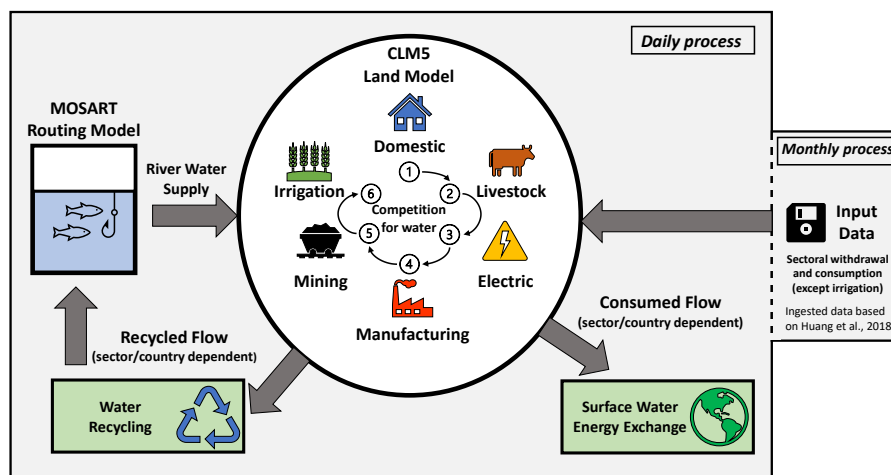 Daily process
CLM5
Land Model
MOSART
Routing Model
Domestic
Monthly process
River Water
Supply
Irrigation
Livestock
1
2
3
4
5
6
Competition
for water
Input
Data
Mining
Electric
Sectoral withdrawal
and consumption
(except irrigation)
Ingested data based
on Huang et al., 2018
Manufacturing
Consumed Flow
(sector/country dependent)
Recycled Flow
(sector/country dependent)
Water
Recycling
Surface Water
Energy Exchange